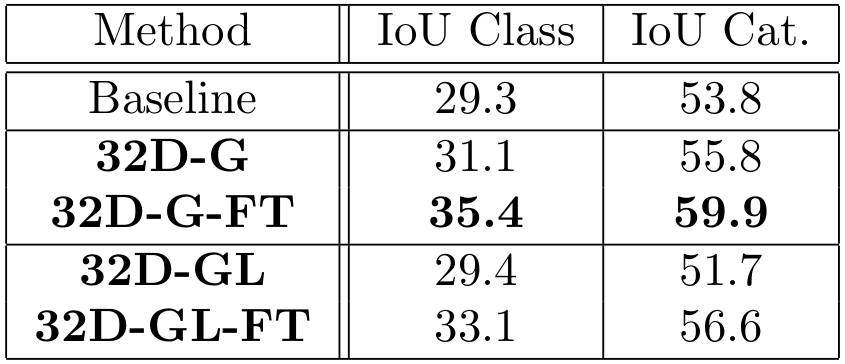 Method IoU Class IoU Cat.
Baseline 29.3 53.8
32D-G 31.1 55.8
32D-G-FT 35.4 59.9
32D-GL 29.4 51.7
32D-GL-FT 33.1 56.6